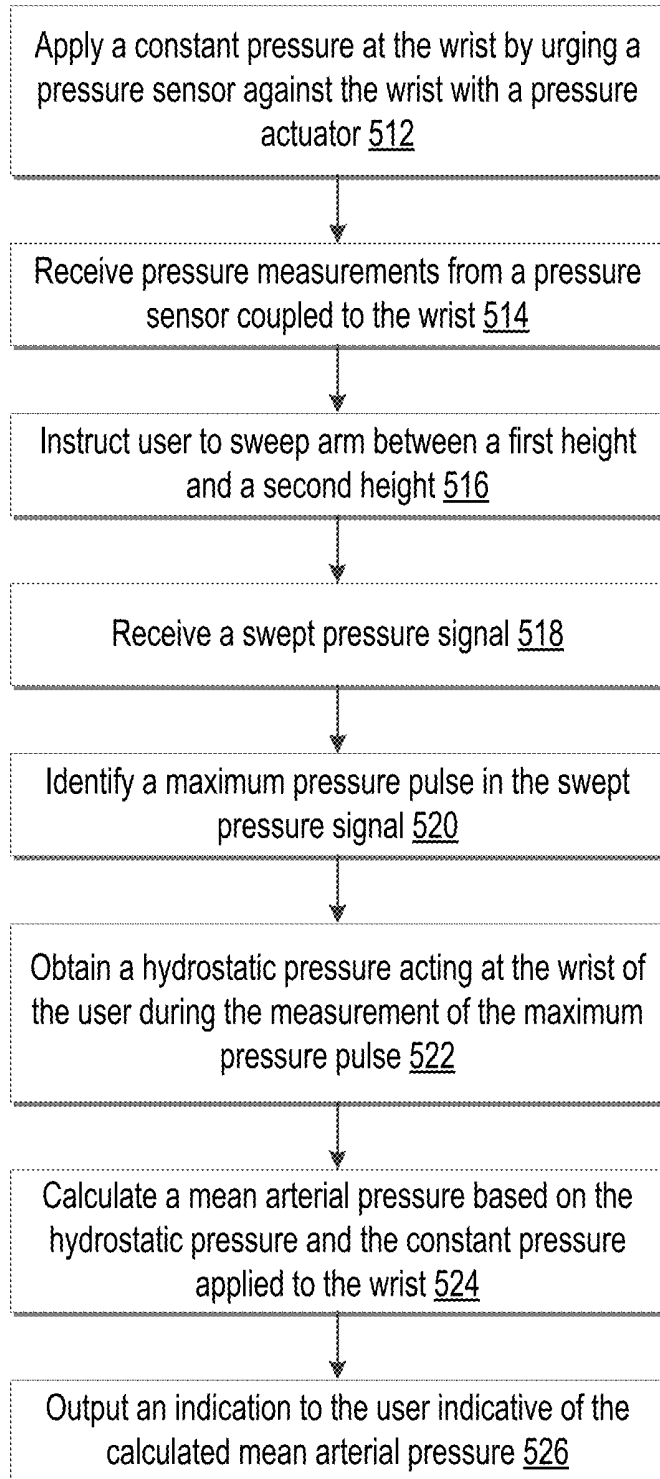 Apply a constant pressure at the wrist by urging a
pressure sensor against the wrist with a pressure
actuator 512
Receive pressure measurements from a pressure
sensor coupled to the wrist 514
Instruct user to sweep arm between a first height
and a second height 516
Receive a swept pressure signal 518
Identify a maximum pressure pulse in the swept
pressure signal 520
Obtain a hydrostatic pressure acting at the wrist of
the user during the measurement of the maximum
pressure pulse 522
Calculate a mean arterial pressure based on the
hydrostatic pressure and the constant pressure
applied to the wrist 524
Output an indication to the user indicative of the
calculated mean arterial pressure 526